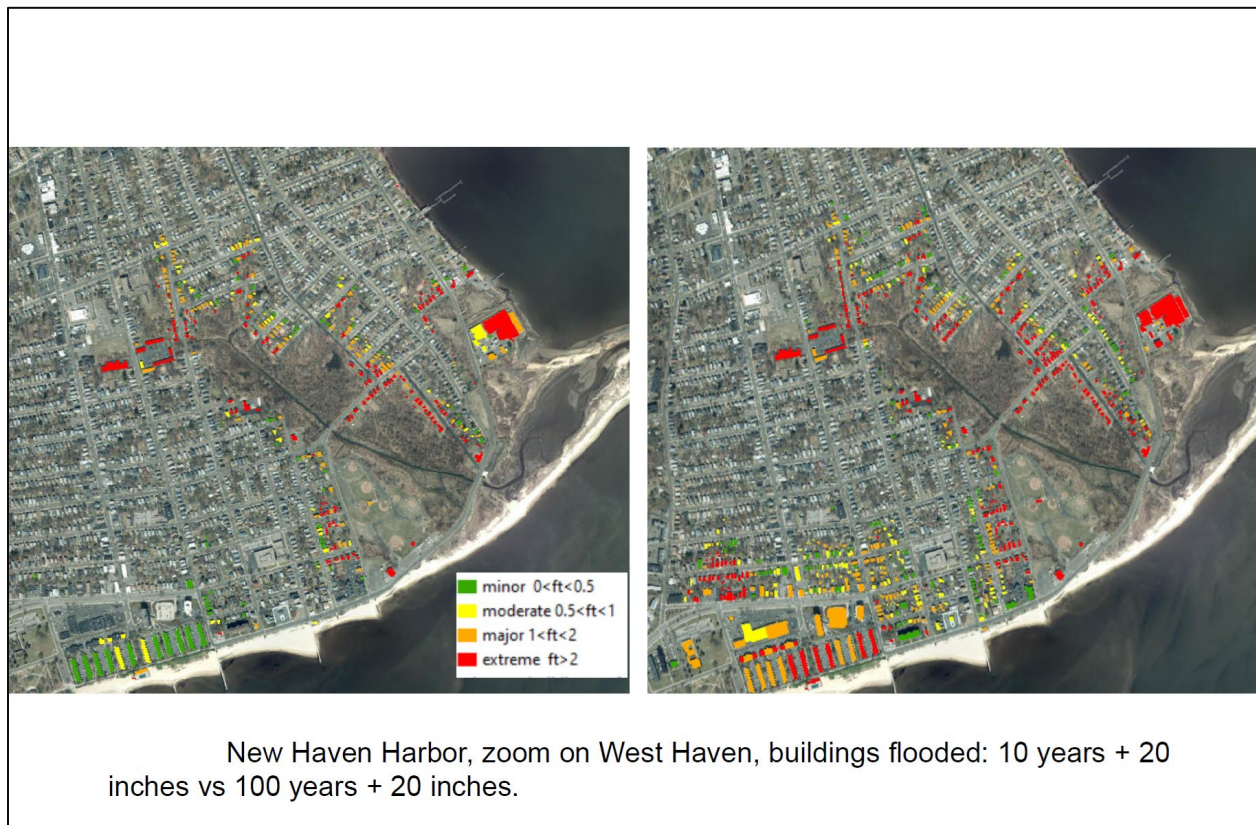 minor 0<ft<0.5
moderate 0.5<ft<1
major 1<ft<2
extreme ft>2
New Haven Harbor, zoom on West Haven, buildings flooded: 10 years + 20
inches vs 100 years + 20 inches.